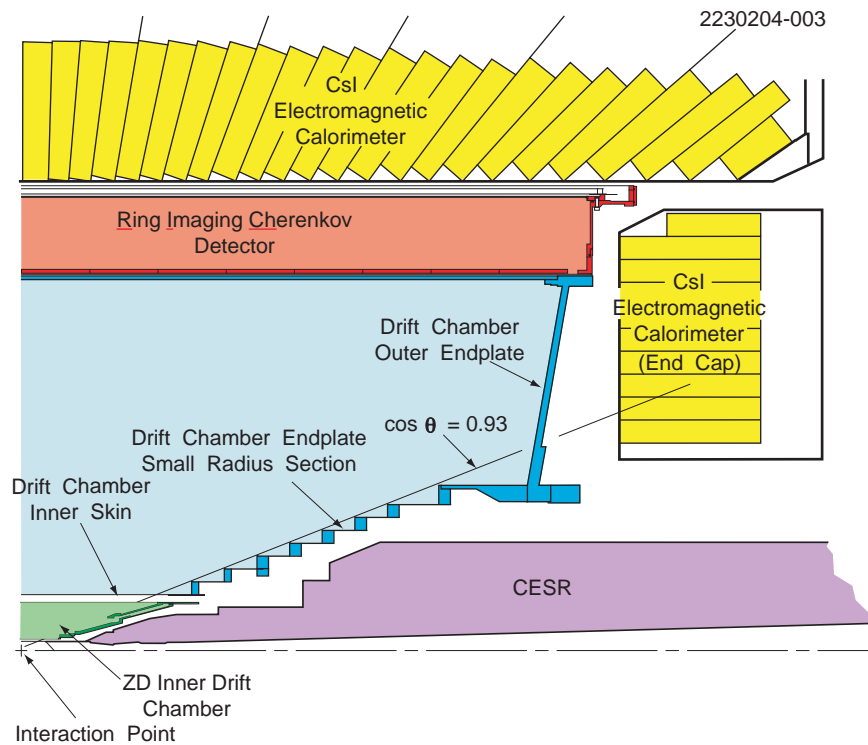 2230204-003
CsI
Electromagnetic
Calorimeter
Ring Imaging Cherenkov
Detector
CsI
Electromagnetic
Calorimeter
(End Cap)
Drift Chamber
Outer Endplate
cos θ = 0.93
Drift Chamber Endplate
Small Radius Section
Drift Chamber
Inner Skin
CESR
ZD Inner Drift
Chamber
Interaction Point